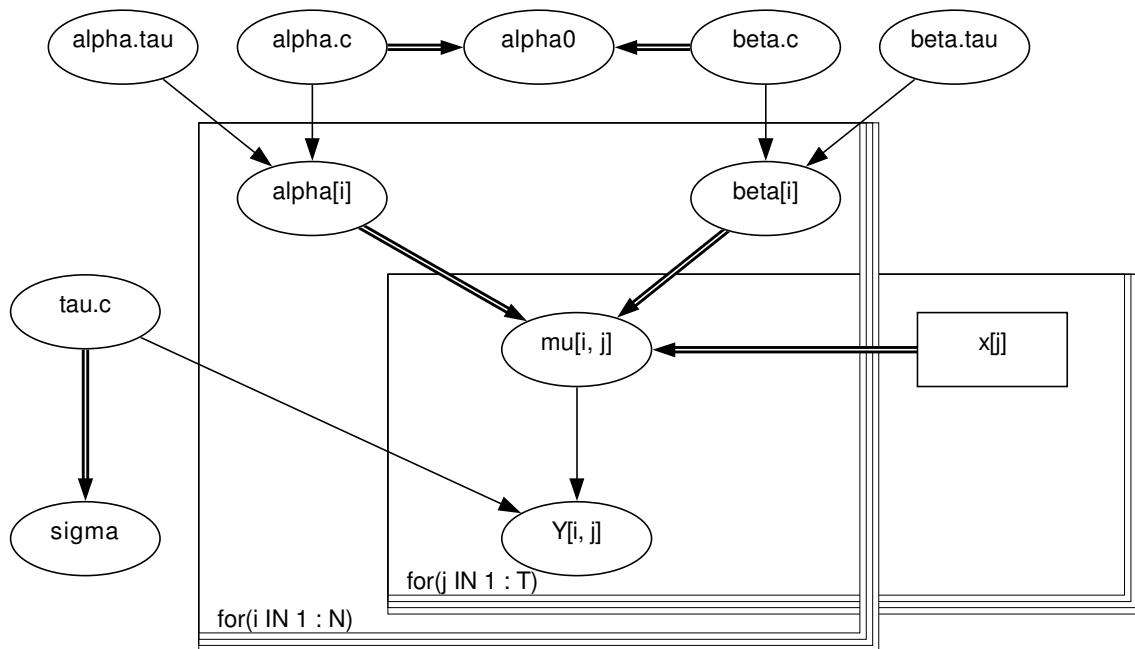 alpha.tau
alpha.c
alpha0
beta.c
beta.tau
alpha[i]
beta[i]
tau.c
mu[i, j]
x[j]
sigma
Y[i, j]
for(j IN 1 : T)
for(i IN 1 : N)